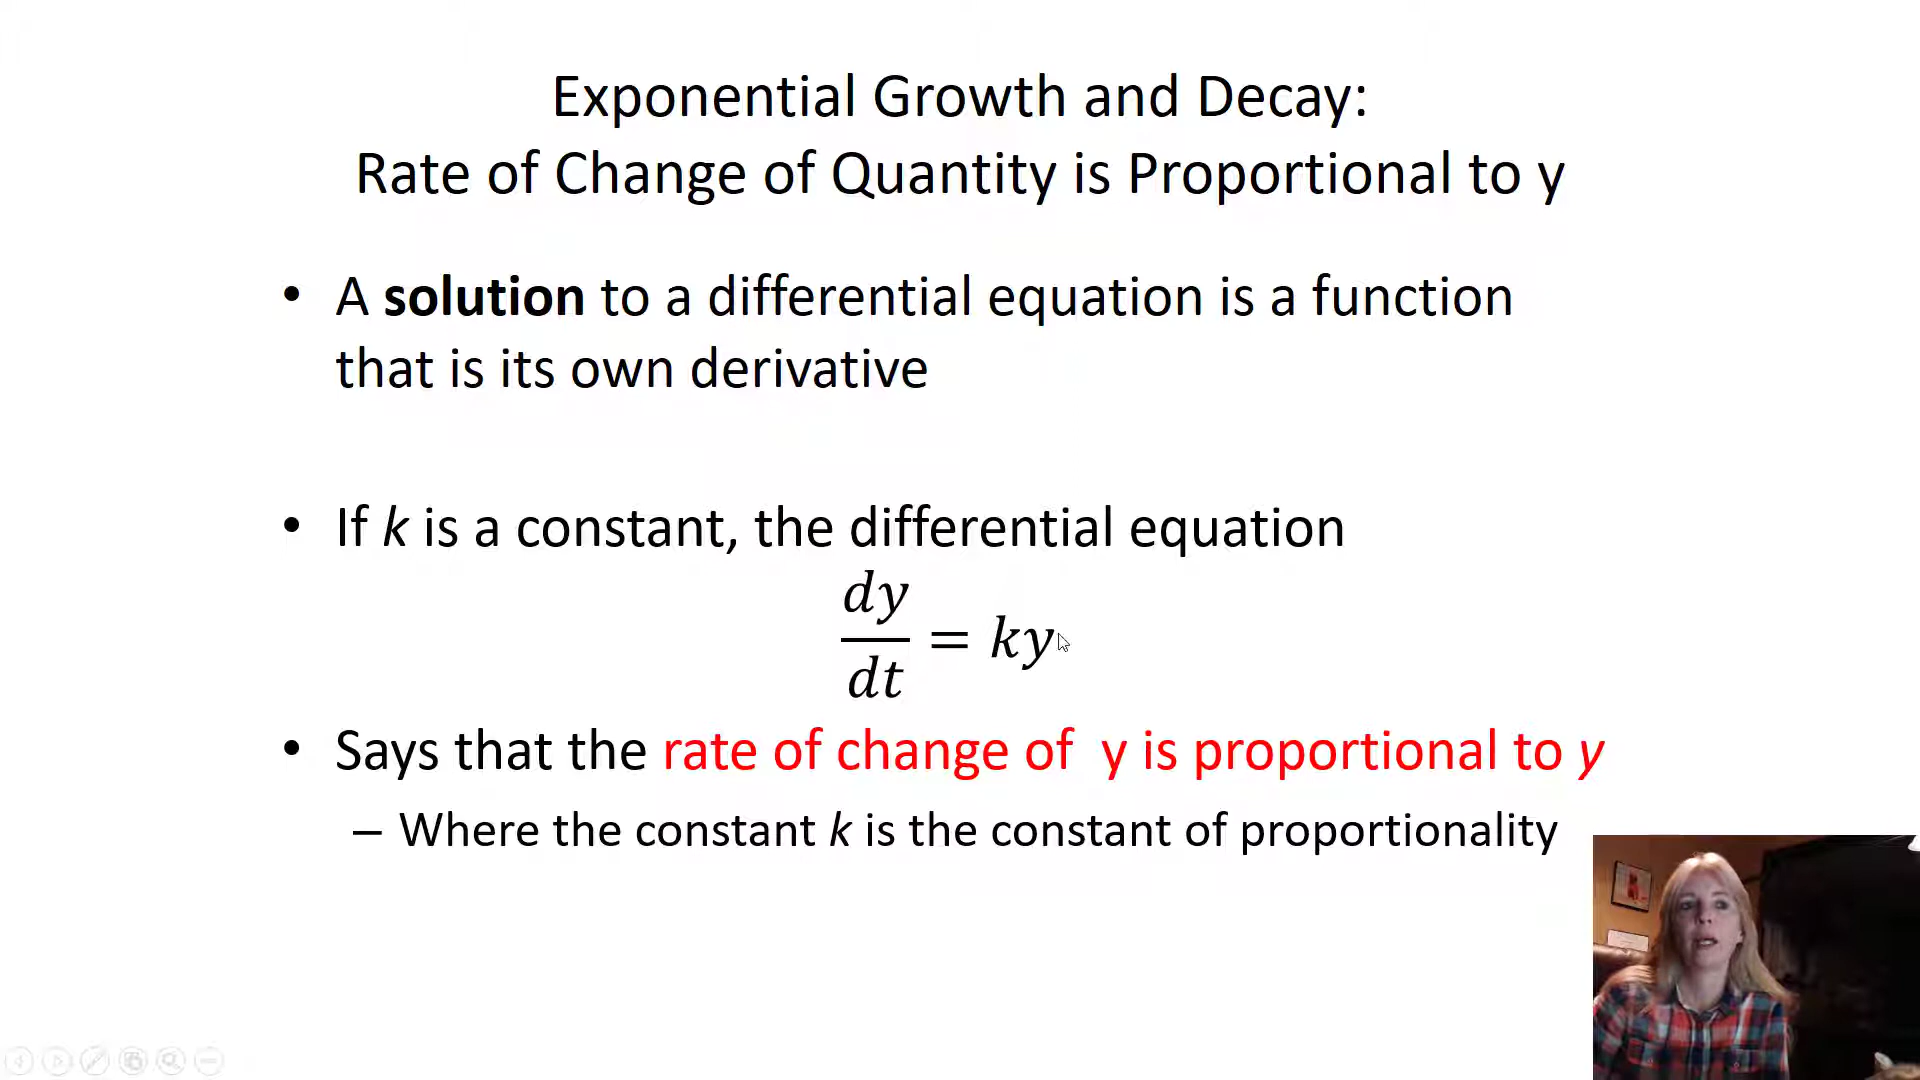 Exponential Growth and Decay:
Rate of Change of Quantity is Proportional to y
• A solution to a differential equation is a function
that is its own derivative
• If k is a constant, the differential equation
dy/dt = ky
• Says that the rate of change of y is proportional to y
– Where the constant k is the constant of proportionality